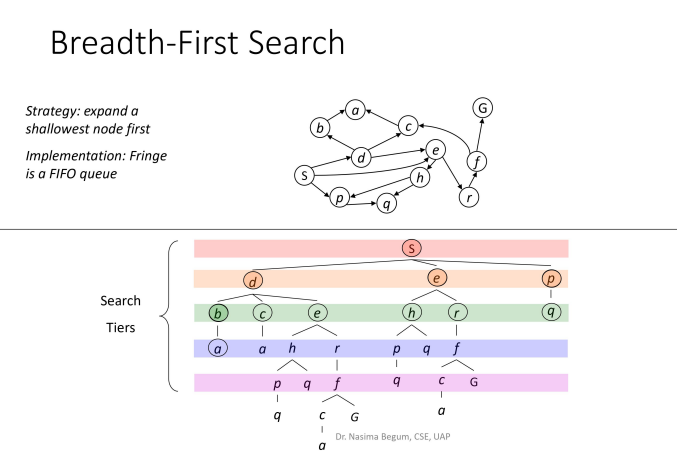 Breadth-First Search
Strategy: expand a
shallowest node first
Implementation: Fringe
is a FIFO queue
a G
b c
d e
S h f
p q r
Search
Tiers
S
d e p
b c e h r q
a a h r p q f
p q f q c G
q c G a
a
Dr. Nasima Begum, CSE, UAP